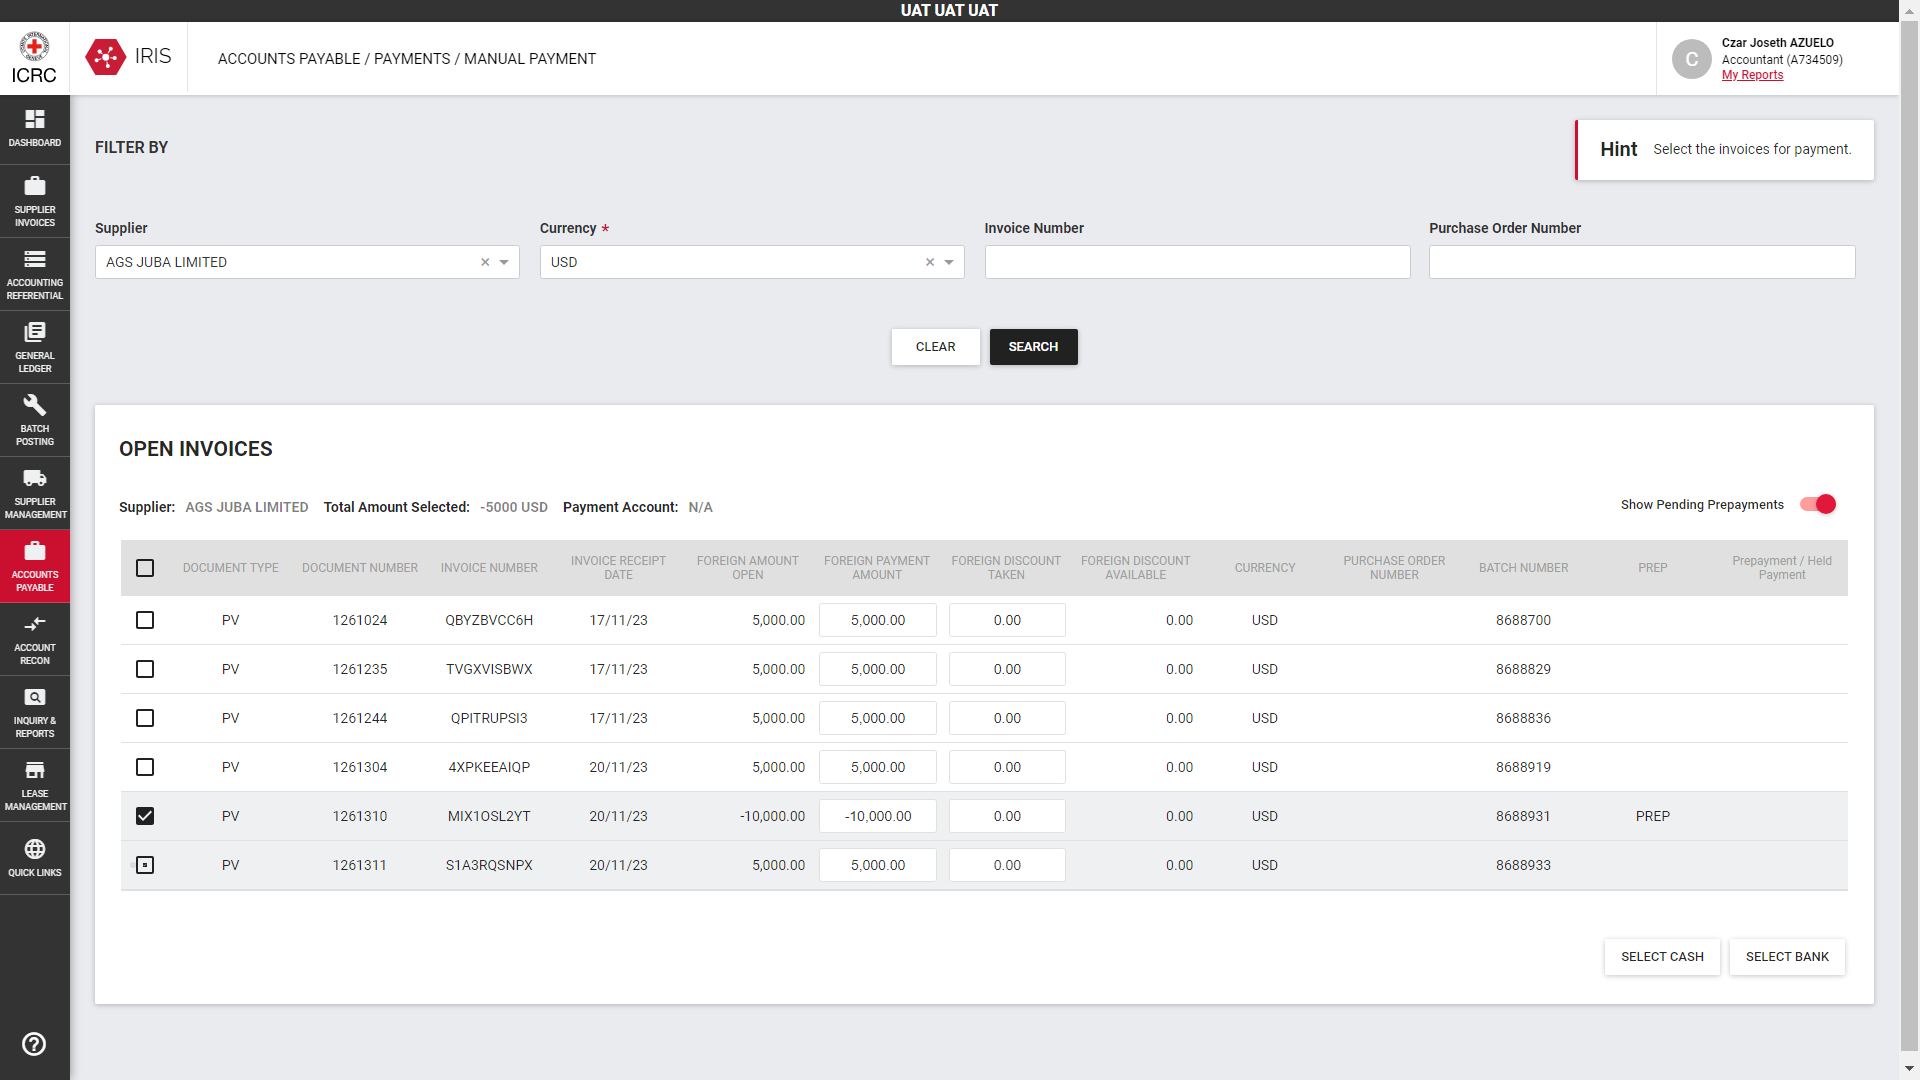 UAT UAT UAT
ICRC
IRIS
ACCOUNTS PAYABLE / PAYMENTS / MANUAL PAYMENT
C
Czar Joseth AZUELO
Accountant (A734509)
My Reports
DASHBOARD
SUPPLIER
INVOICES
ACCOUNTING
REFERENTIAL
GENERAL
LEDGER
BATCH
POSTING
SUPPLIER
MANAGEMENT
ACCOUNTS
PAYABLE
ACCOUNT
RECON
INQUIRY &
REPORTS
LEASE
MANAGEMENT
QUICK LINKS
FILTER BY
Hint Select the invoices for payment.
Supplier Currency * Invoice Number Purchase Order Number
AGS JUBA LIMITED × USD ×
CLEAR SEARCH
OPEN INVOICES
Supplier: AGS JUBA LIMITED Total Amount Selected: -5000 USD Payment Account: N/A
Show Pending Prepayments
DOCUMENT TYPE DOCUMENT NUMBER INVOICE NUMBER INVOICE RECEIPT DATE FOREIGN AMOUNT OPEN FOREIGN PAYMENT AMOUNT FOREIGN DISCOUNT TAKEN FOREIGN DISCOUNT AVAILABLE CURRENCY PURCHASE ORDER NUMBER BATCH NUMBER PREP Prepayment / Held Payment
PV 1261024 QBYZBVCC6H 17/11/23 5,000.00 5,000.00 0.00 0.00 USD 8688700
PV 1261235 TVGXVISBWX 17/11/23 5,000.00 5,000.00 0.00 0.00 USD 8688829
PV 1261244 QPITRUPSI3 17/11/23 5,000.00 5,000.00 0.00 0.00 USD 8688836
PV 1261304 4XPKEEAIQP 20/11/23 5,000.00 5,000.00 0.00 0.00 USD 8688919
PV 1261310 MIX1OSL2YT 20/11/23 -10,000.00 -10,000.00 0.00 0.00 USD 8688931 PREP
PV 1261311 S1A3RQSNPX 20/11/23 5,000.00 5,000.00 0.00 0.00 USD 8688933
SELECT CASH SELECT BANK